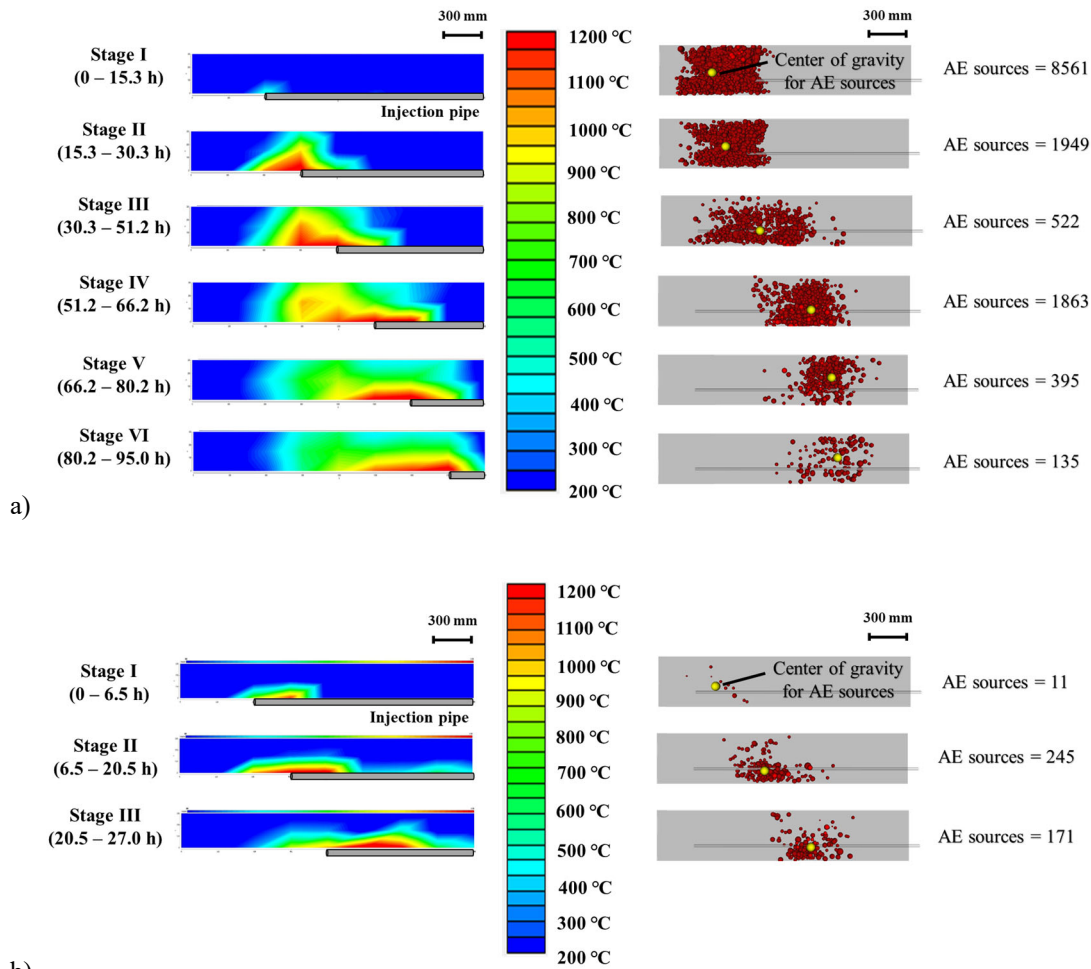 300 mm
300 mm
Stage I
(0 – 15.3 h)
Injection pipe
Stage II
(15.3 – 30.3 h)
Stage III
(30.3 – 51.2 h)
Stage IV
(51.2 – 66.2 h)
Stage V
(66.2 – 80.2 h)
Stage VI
(80.2 – 95.0 h)
1200 °C
1100 °C
1000 °C
900 °C
800 °C
700 °C
600 °C
500 °C
400 °C
300 °C
200 °C
Center of gravity
for AE sources
AE sources = 8561
AE sources = 1949
AE sources = 522
AE sources = 1863
AE sources = 395
AE sources = 135
a)
300 mm
300 mm
Stage I
(0 – 6.5 h)
Injection pipe
Stage II
(6.5 – 20.5 h)
Stage III
(20.5 – 27.0 h)
1200 °C
1100 °C
1000 °C
900 °C
800 °C
700 °C
600 °C
500 °C
400 °C
300 °C
200 °C
Center of gravity
for AE sources
AE sources = 11
AE sources = 245
AE sources = 171
b)